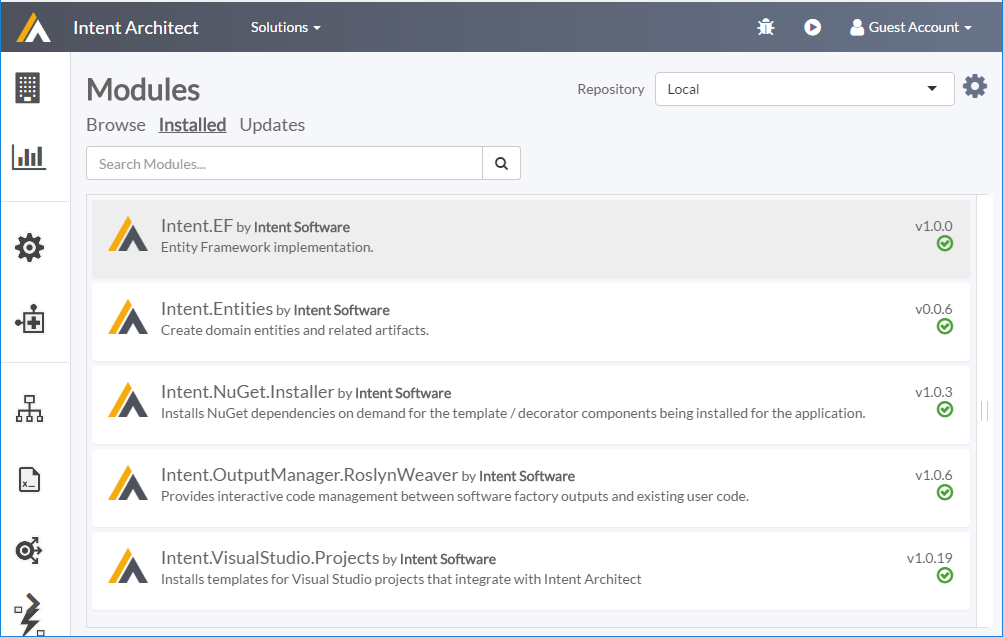 Intent Architect Solutions Guest Account
Modules
Repository Local
Browse Installed Updates
Search Modules...
Intent.EF by Intent Software v1.0.0
Entity Framework implementation.
Intent.Entities by Intent Software v0.0.6
Create domain entities and related artifacts.
Intent.NuGet.Installer by Intent Software v1.0.3
Installs NuGet dependencies on demand for the template / decorator components being installed for the application.
Intent.OutputManager.RoslynWeaver by Intent Software v1.0.6
Provides interactive code management between software factory outputs and existing user code.
Intent.VisualStudio.Projects by Intent Software v1.0.19
Installs templates for Visual Studio projects that integrate with Intent Architect